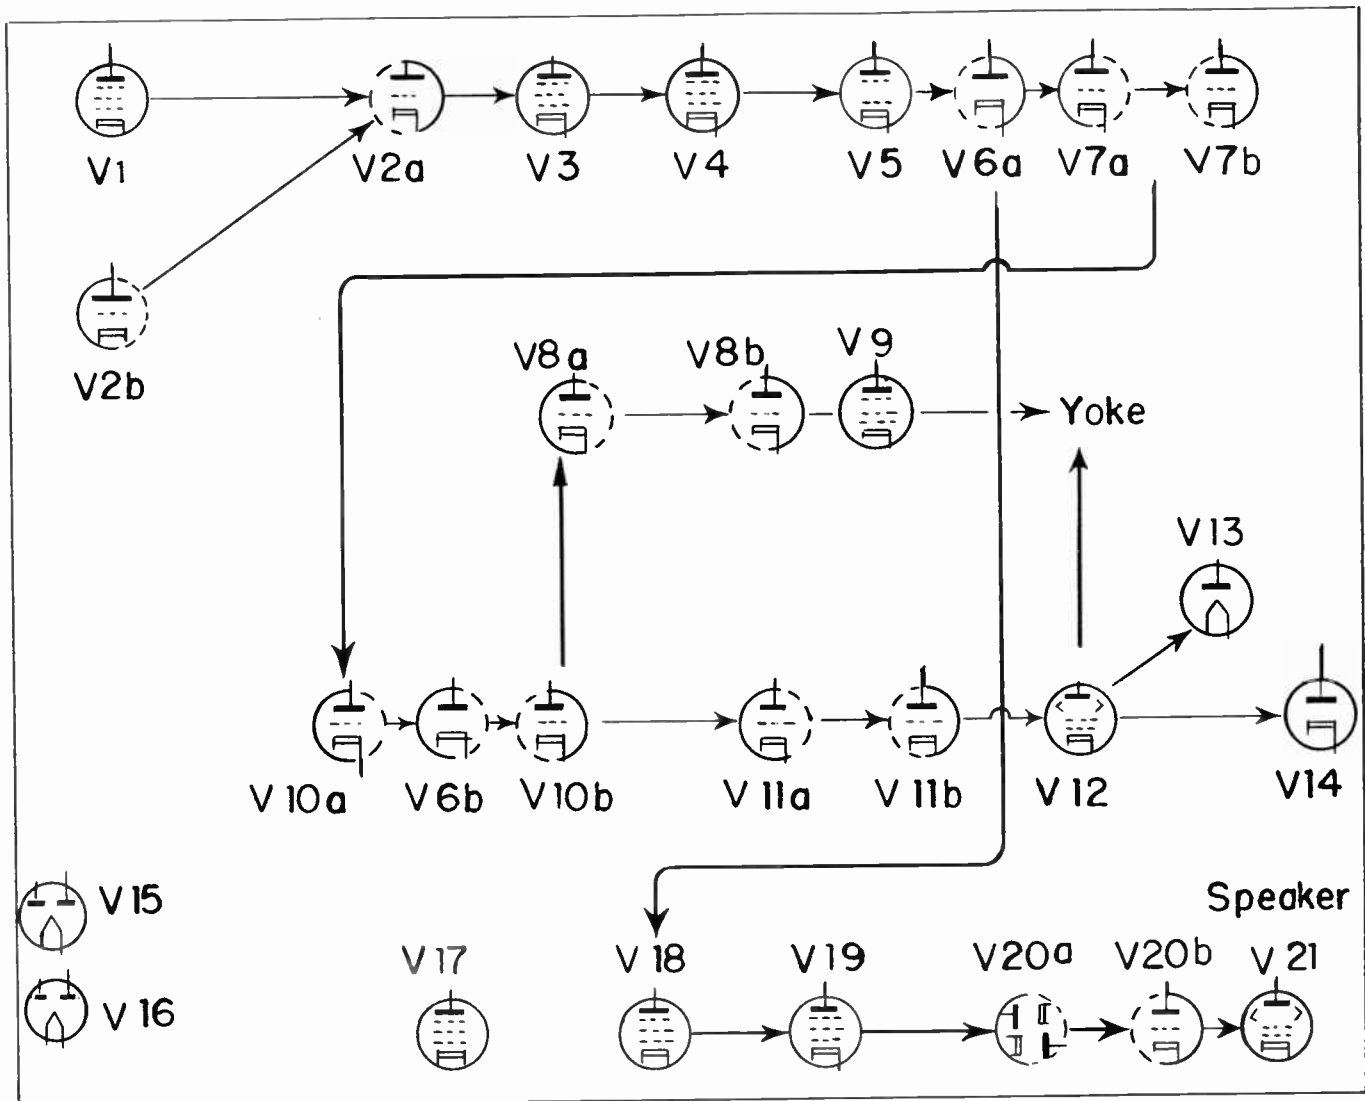 V1 V2a V3 V4 V5 V6a V7a V7b
V2b
V8a V8b V9
Yoke
V13
V10a V6b V10b V11a V11b V12 V14
V15
Speaker
V17 V18 V19 V20a V20b V21
V16